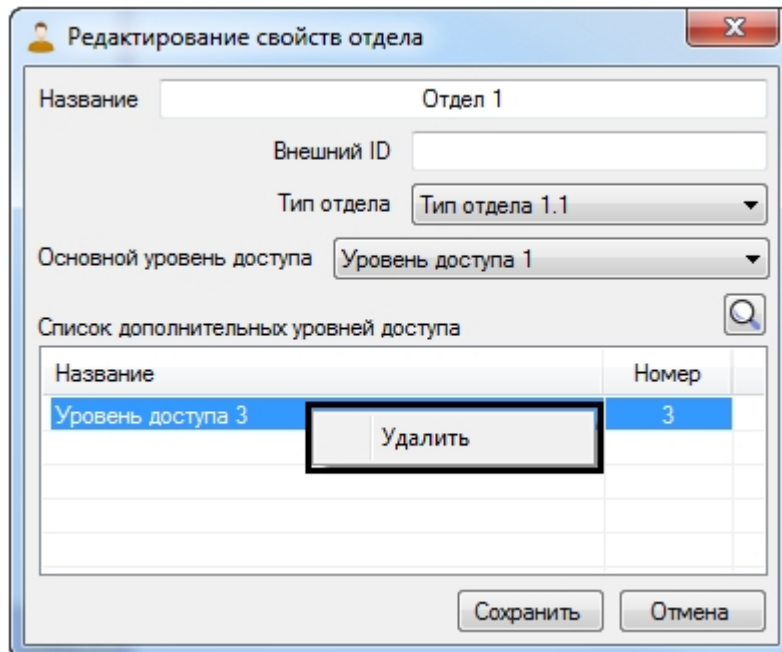 Редактирование свойств отдела
Название Отдел 1
Внешний ID
Тип отдела Тип отдела 1.1
Основной уровень доступа Уровень доступа 1
Список дополнительных уровней доступа
Название Номер
Уровень доступа 3 3
Удалить
Сохранить Отмена